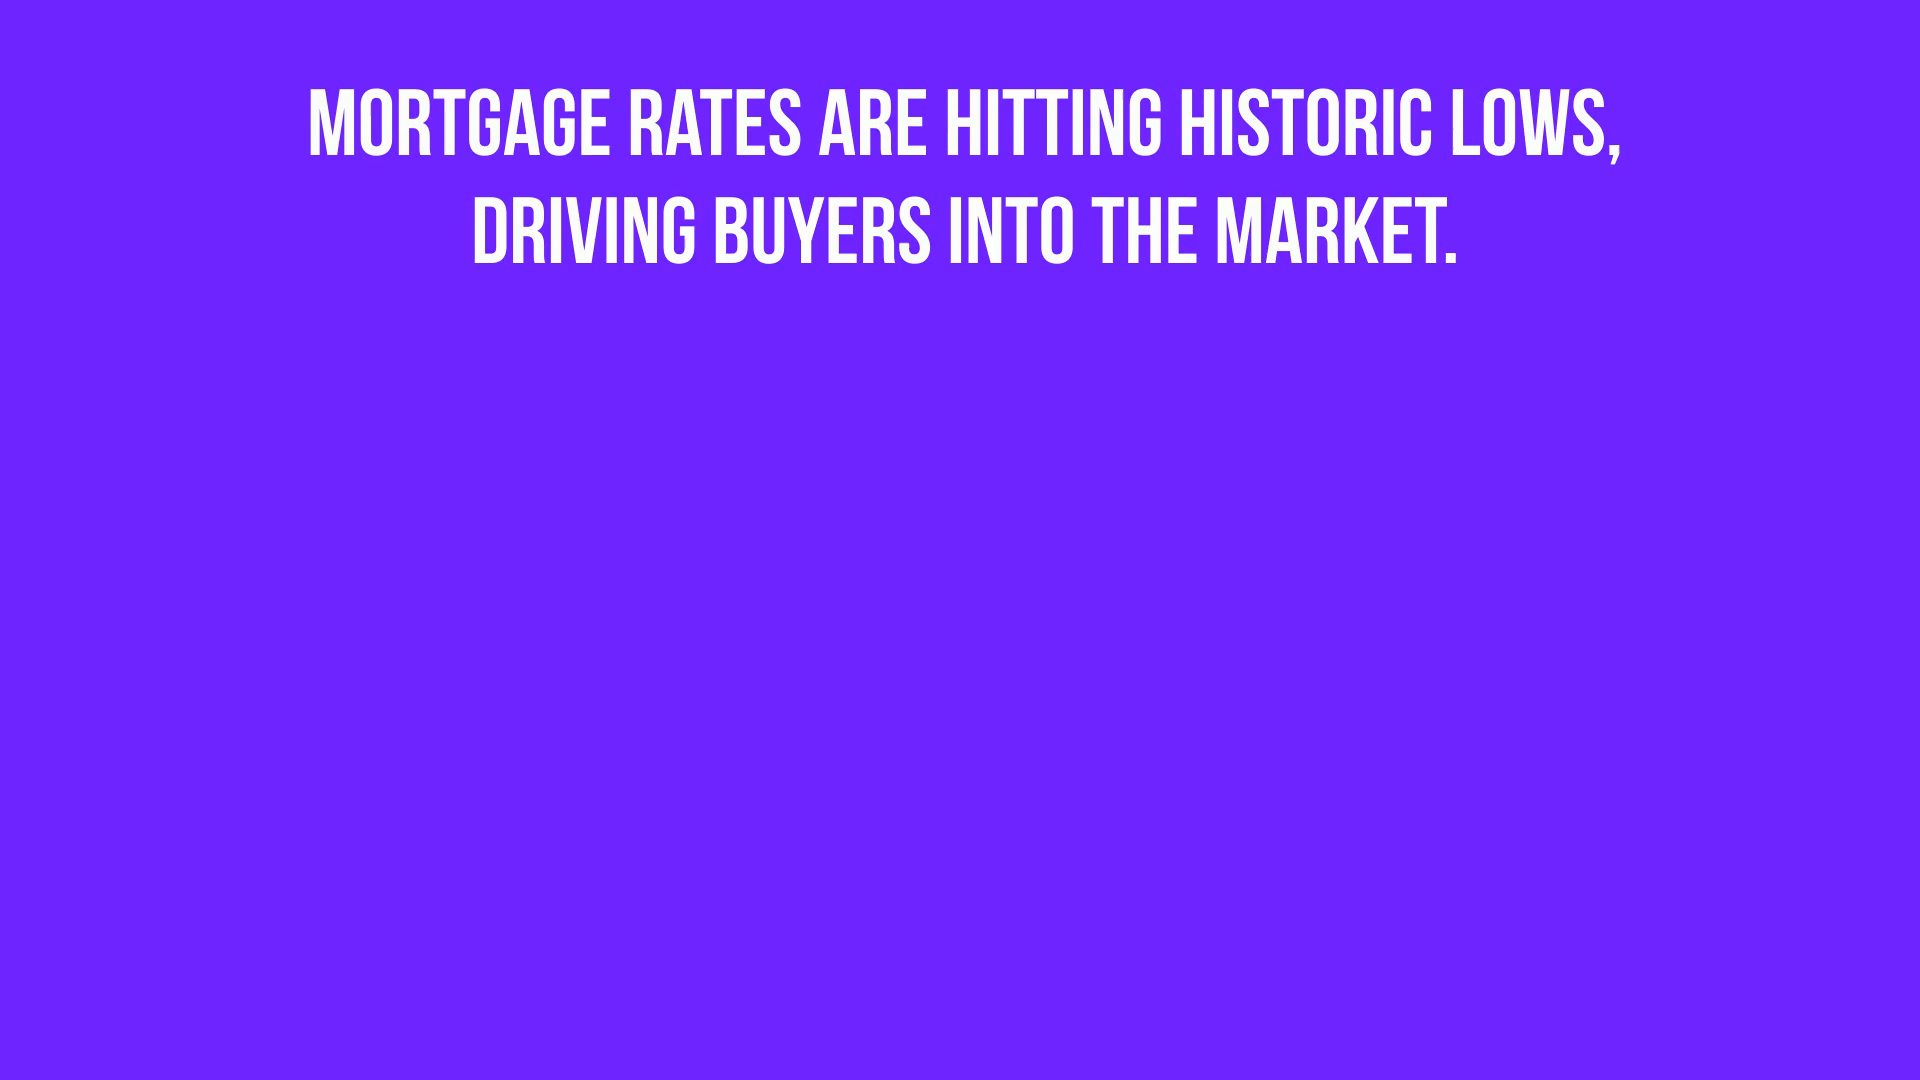 MORTGAGE RATES ARE HITTING HISTORIC LOWS,
DRIVING BUYERS INTO THE MARKET.